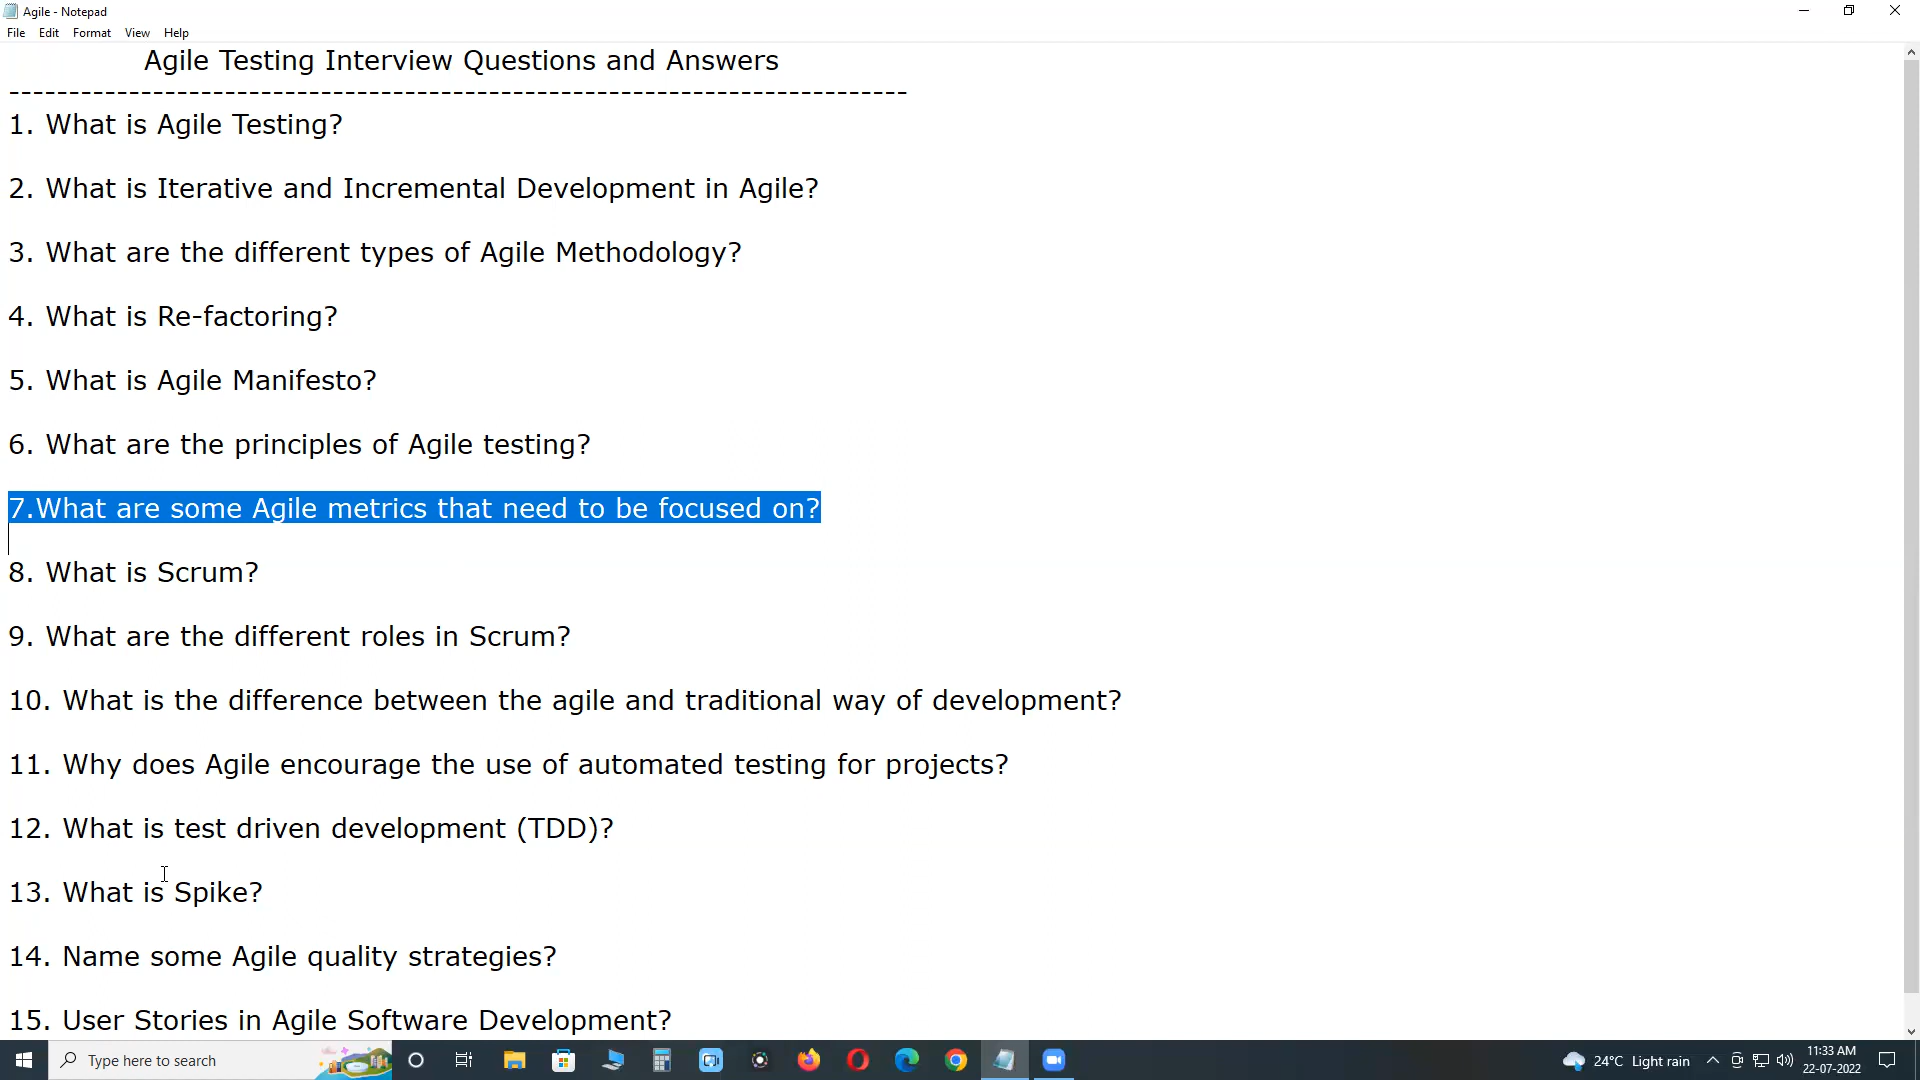 Agile - Notepad
File Edit Format View Help
Agile Testing Interview Questions and Answers
---------------------------------------------------------------------------
1. What is Agile Testing?
2. What is Iterative and Incremental Development in Agile?
3. What are the different types of Agile Methodology?
4. What is Re-factoring?
5. What is Agile Manifesto?
6. What are the principles of Agile testing?
7.What are some Agile metrics that need to be focused on?
8. What is Scrum?
9. What are the different roles in Scrum?
10. What is the difference between the agile and traditional way of development?
11. Why does Agile encourage the use of automated testing for projects?
12. What is test driven development (TDD)?
13. What is Spike?
14. Name some Agile quality strategies?
15. User Stories in Agile Software Development?
Type here to search
24°C Light rain
11:33 AM
22-07-2022